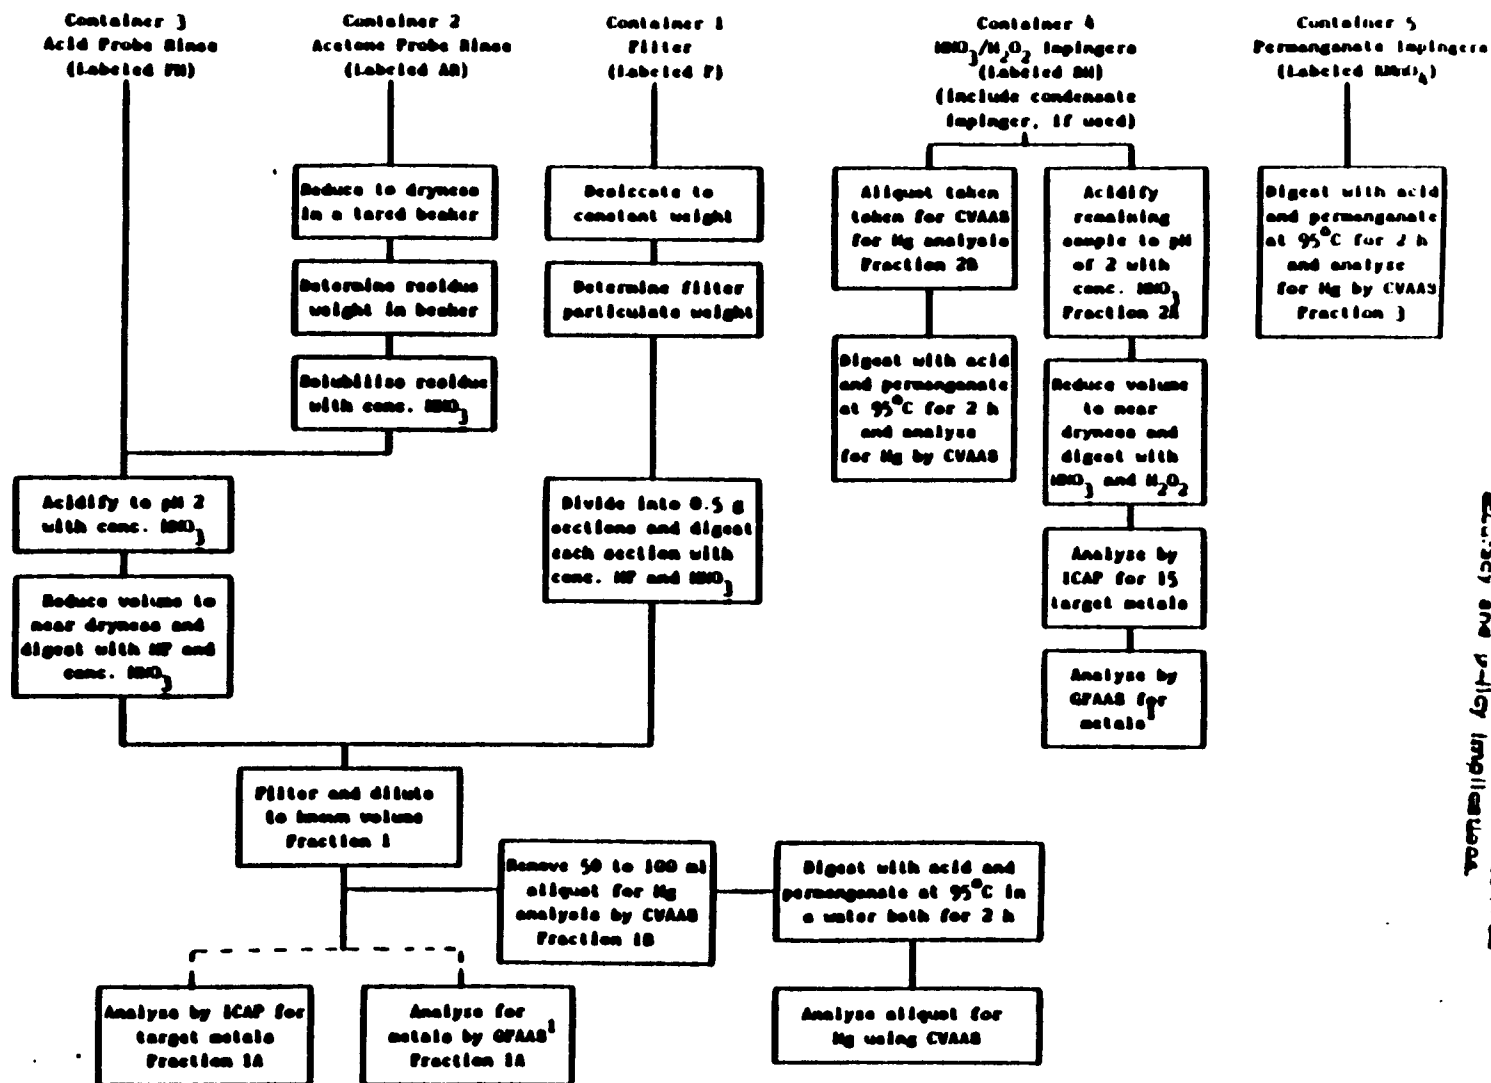 Container 3
Acid Probe Rinse
(Labeled FH)
Container 2
Acetone Probe Rinse
(Labeled AR)
Container 1
Filter
(Labeled F)
Container 4
HNO3/H2O2 Impingers
(Labeled BH)
(include condensate
impinger, if used)
Container 5
Permanganate Impingers
(Labeled KMnO4)
Reduce to dryness
in a tared beaker
Determine residue
weight in beaker
Solubilize residue
with conc. HNO3
Acidify to pH 2
with conc. HNO3
Reduce volume to
near dryness and
digest with HF and
conc. HNO3
Desiccate to
constant weight
Determine filter
particulate weight
Divide into 0.5 g
sections and digest
each section with
conc. HF and HNO3
Aliquot taken
taken for CVAAS
for Hg analysis
Fraction 2B
Digest with acid
and permanganate
at 95°C for 2 h
and analyze
for Hg by CVAAS
Acidify
remaining
sample to pH
of 2 with
conc. HNO3
Fraction 2A
Reduce volume
to near
dryness and
digest with
HNO3 and H2O2
Analyze by
ICAP for 15
target metals
Analyze by
GFAAS for
metals1
Digest with acid
and permanganate
at 95°C for 2 h
and analyze
for Hg by CVAAS
Fraction 3
Filter and dilute
to known volume
Fraction 1
Remove 50 to 100 ml
aliquot for Hg
analysis by CVAAS
Fraction 1B
Digest with acid and
permanganate at 95°C in
a water bath for 2 h
Analyze aliquot for
Hg using CVAAS
Analyze by ICAP for
target metals
Fraction 1A
Analyze for
metals by GFAAS1
Fraction 1A
and policy implications